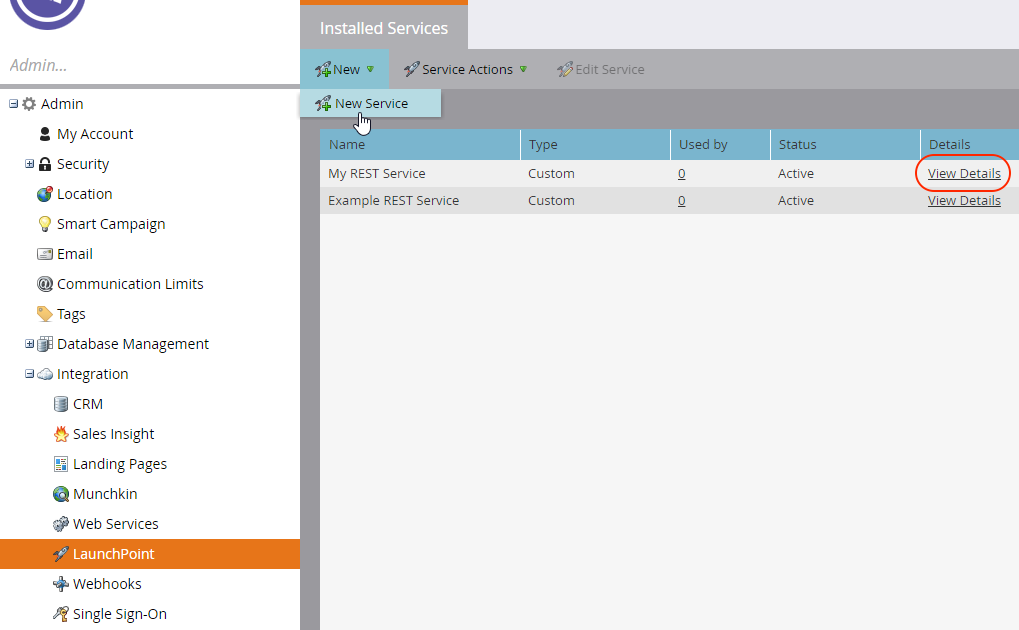 Admin...
Admin
My Account
Security
Location
Smart Campaign
Email
Communication Limits
Tags
Database Management
Integration
CRM
Sales Insight
Landing Pages
Munchkin
Web Services
LaunchPoint
Webhooks
Single Sign-On
Installed Services
New Service Actions Edit Service
New Service
Name Type Used by Status Details
My REST Service Custom 0 Active View Details
Example REST Service Custom 0 Active View Details